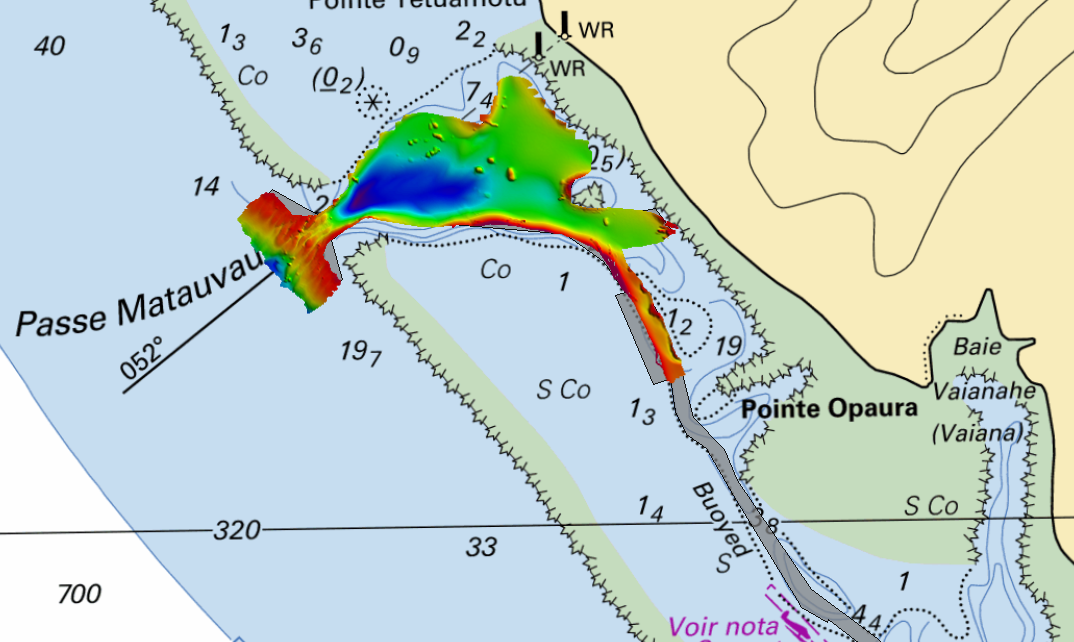 Pointe Tetuamotu
40
1₃
3₆
0₉
2₂
WR
WR
Co
(0₂)
7₄
0₅)
14
2
Passe Matauvau
052°
Co
1
1₂
19
19₇
S Co
1₃
Pointe Opaura
Baie
Vaianahe
(Vaiana)
1₄
Buoyed
S
3₈
S Co
320
33
1
700
4₄
Voir nota